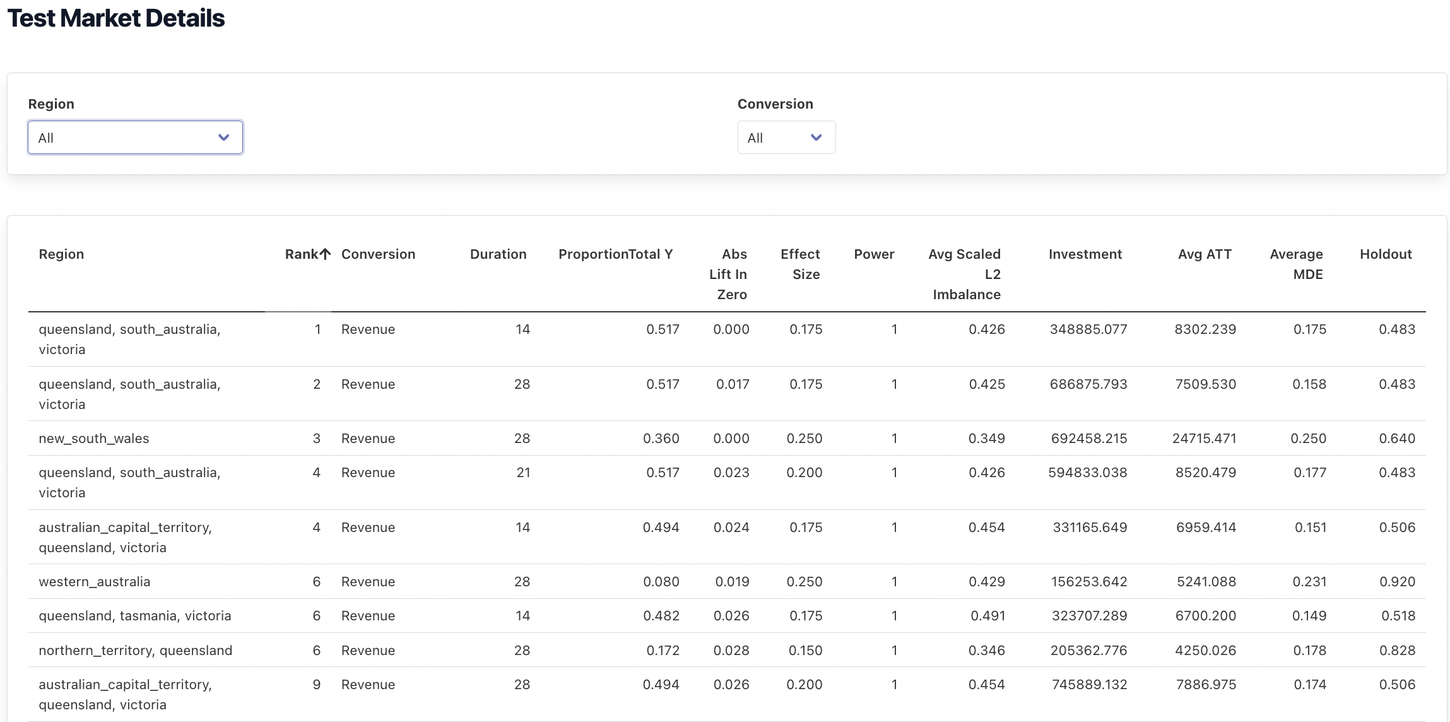 Test Market Details
Region
Conversion
All
All
Region Rank↑ Conversion Duration ProportionTotal Y Abs Lift In Zero Effect Size Power Avg Scaled L2 Imbalance Investment Avg ATT Average MDE Holdout
queensland, south_australia, victoria 1 Revenue 14 0.517 0.000 0.175 1 0.426 348885.077 8302.239 0.175 0.483
queensland, south_australia, victoria 2 Revenue 28 0.517 0.017 0.175 1 0.425 686875.793 7509.530 0.158 0.483
new_south_wales 3 Revenue 28 0.360 0.000 0.250 1 0.349 692458.215 24715.471 0.250 0.640
queensland, south_australia, victoria 4 Revenue 21 0.517 0.023 0.200 1 0.426 594833.038 8520.479 0.177 0.483
australian_capital_territory, queensland, victoria 4 Revenue 14 0.494 0.024 0.175 1 0.454 331165.649 6959.414 0.151 0.506
western_australia 6 Revenue 28 0.080 0.019 0.250 1 0.429 156253.642 5241.088 0.231 0.920
queensland, tasmania, victoria 6 Revenue 14 0.482 0.026 0.175 1 0.491 323707.289 6700.200 0.149 0.518
northern_territory, queensland 6 Revenue 28 0.172 0.028 0.150 1 0.346 205362.776 4250.026 0.178 0.828
australian_capital_territory, queensland, victoria 9 Revenue 28 0.494 0.026 0.200 1 0.454 745889.132 7886.975 0.174 0.506